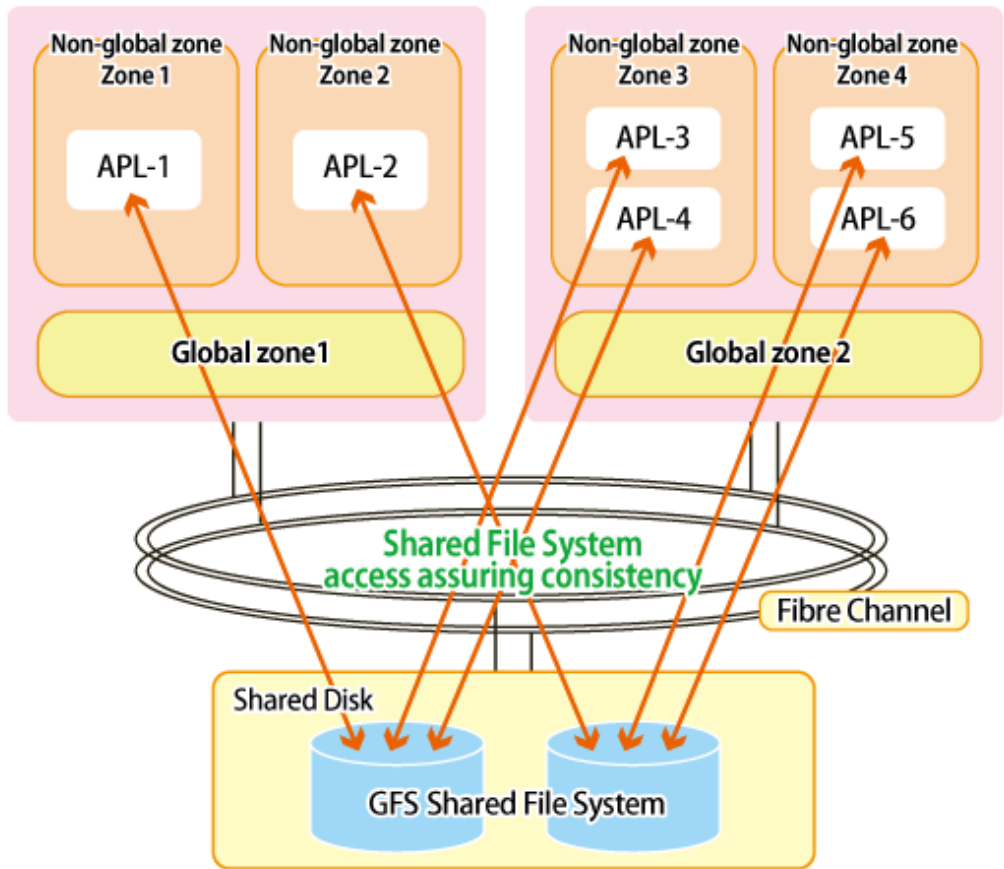 Non-global zone
Zone 1
Non-global zone
Zone 2
Non-global zone
Zone 3
Non-global zone
Zone 4
APL-1
APL-2
APL-3
APL-4
APL-5
APL-6
Global zone1
Global zone 2
Shared File System
access assuring consistency
Fibre Channel
Shared Disk
GFS Shared File System